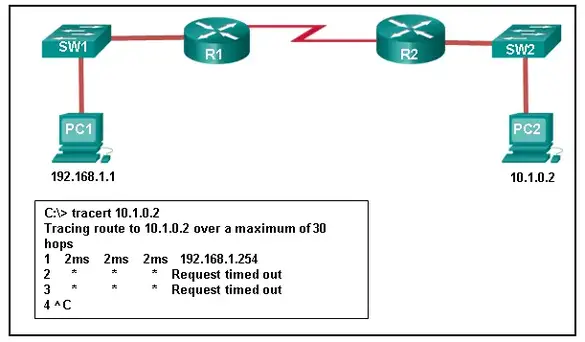 SW1
R1
R2
SW2
PC1
PC2
192.168.1.1
10.1.0.2
C:\> tracert 10.1.0.2
Tracing route to 10.1.0.2 over a maximum of 30
hops
1 2ms 2ms 2ms 192.168.1.254
2 * * * Request timed out
3 * * * Request timed out
4 ^C